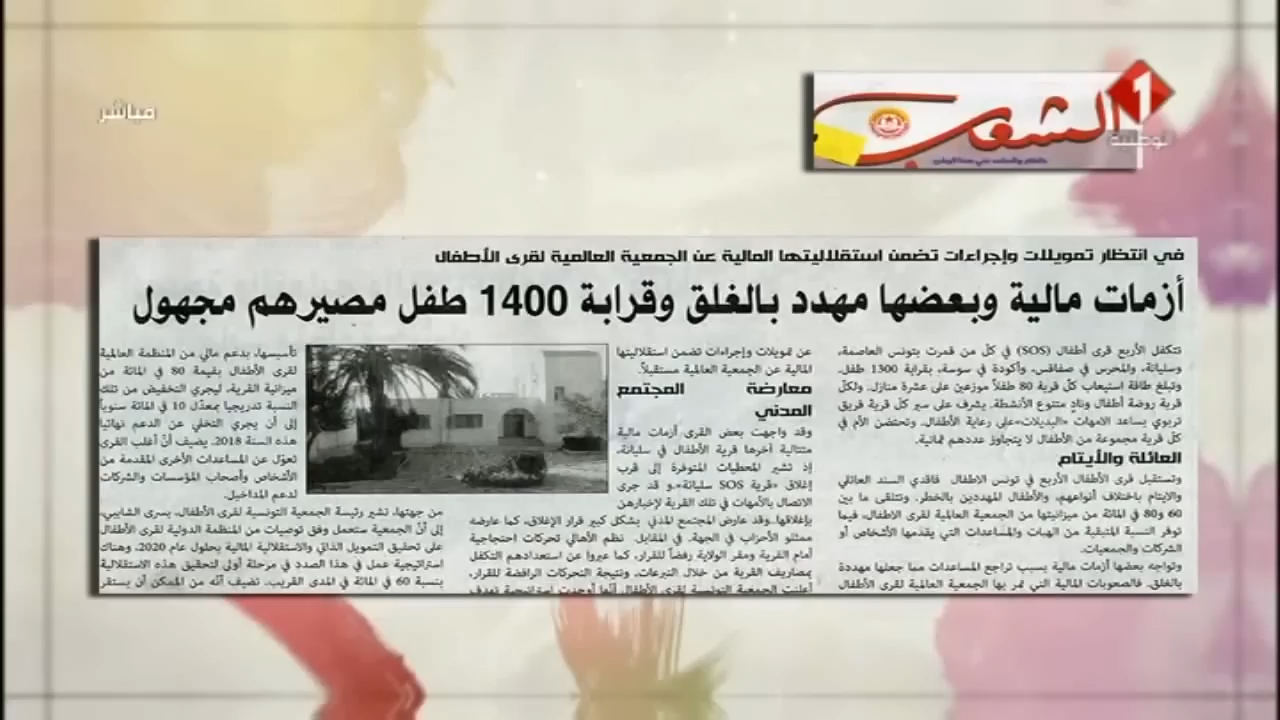 مباشر
الشعب
1
الوطنية
في انتظار تمويلات وإجراءات تضمن استقلاليتها المالية عن الجمعية العالمية لقرى الأطفال
أزمات مالية وبعضها مهدد بالغلق وقرابة 1400 طفل مصيرهم مجهول
تتكفل الأربع قرى أطفال (SOS) في كلّ من قمرت بتونس العاصمة،
وسليانة، والمحرس في صفاقس، وأكودة في سوسة، بقرابة 1300 طفل.
وتبلغ طاقة استيعاب كلّ قرية 80 طفلاً موزعين على عشرة منازل. ولكلّ
قرية روضة أطفال ونادٍ متنوع الأنشطة. يشرف على سير كلّ قرية فريق
تربوي يساعد الامهات «البديلات»على رعاية الأطفال. وتحتضن الأم في
كلّ قرية مجموعة من الأطفال لا يتجاوز عددهم ثمانية.
العائلة والأيتام
وتستقبل قرى الأطفال الأربع في تونس الاطفال فاقدي السند العائلي
والايتام باختلاف أنواعهم، والأطفال المهددين بالخطر. وتتلقى ما بين
60 و80 في المائة من ميزانيتها من الجمعية العالمية لقرى الاطفال، فيما
توفر النسبة المتبقية من الهبات والمساعدات التي يقدمها الأشخاص أو
الشركات والجمعيات.
وتواجه بعضها أزمات مالية بسبب تراجع المساعدات مما جعلها مهددة
بالغلق. فالصعوبات المالية التي تمر بها الجمعية العالمية لقرى الأطفال
عن تمويلات وإجراءات تضمن استقلاليتها
المالية عن الجمعية العالمية مستقبلاً.
معارضة المجتمع
المدني
وقد واجهت بعض القرى أزمات مالية
متتالية آخرها قرية الأطفال في سليانة،
إذ تشير المعطيات المتوفرة إلى قرب
إغلاق «قرية SOS سليانة».و قد جرى
الاتصال بالأمهات في تلك القرية لإخبارهن
بإغلاقها. وقد عارض المجتمع المدني بشكل كبير قرار الإغلاق، كما عارضه
ممثلو الأحزاب في الجهة. في المقابل نظم الأهالي تحركات احتجاجية
أمام القرية ومقر الولاية رفضاً للقرار، كما عبروا عن استعدادهم التكفل
بمصاريف القرية من خلال التبرعات. ونتيجة التحركات الرافضة للقرار،
أعلنت الجمعية التونسية لقرى الأطفال أنّها أوجدت استراتيجية تهدف
تأسيسها، بدعم مالي من المنظمة العالمية
لقرى الأطفال بقيمة 80 في المائة من
ميزانية القرية، ليجري التخفيض من تلك
النسبة تدريجيا بمعدّل 10 في المائة سنوياً
إلى أن يجري التخلي عن الدعم نهائيا
هذه السنة 2018. يضيف أنّ أغلب القرى
تعوّل عن المساعدات الأخرى المقدمة من
الأشخاص وأصحاب المؤسسات والشركات
لدعم المداخيل.
من جهتها، تشير رئيسة الجمعية التونسية لقرى الأطفال، يسرى الشاببي،
إلى أنّ الجمعية ستعمل وفق توصيات من المنظمة الدولية لقرى الأطفال
على تحقيق التمويل الذاتي والاستقلالية المالية بحلول عام 2020. وهناك
استراتيجية عمل في هذا الصدد في مرحلة أولى لتحقيق هذه الاستقلالية
بنسبة 60 في المائة في المدى القريب. تضيف أنّه من الممكن أن يستقر